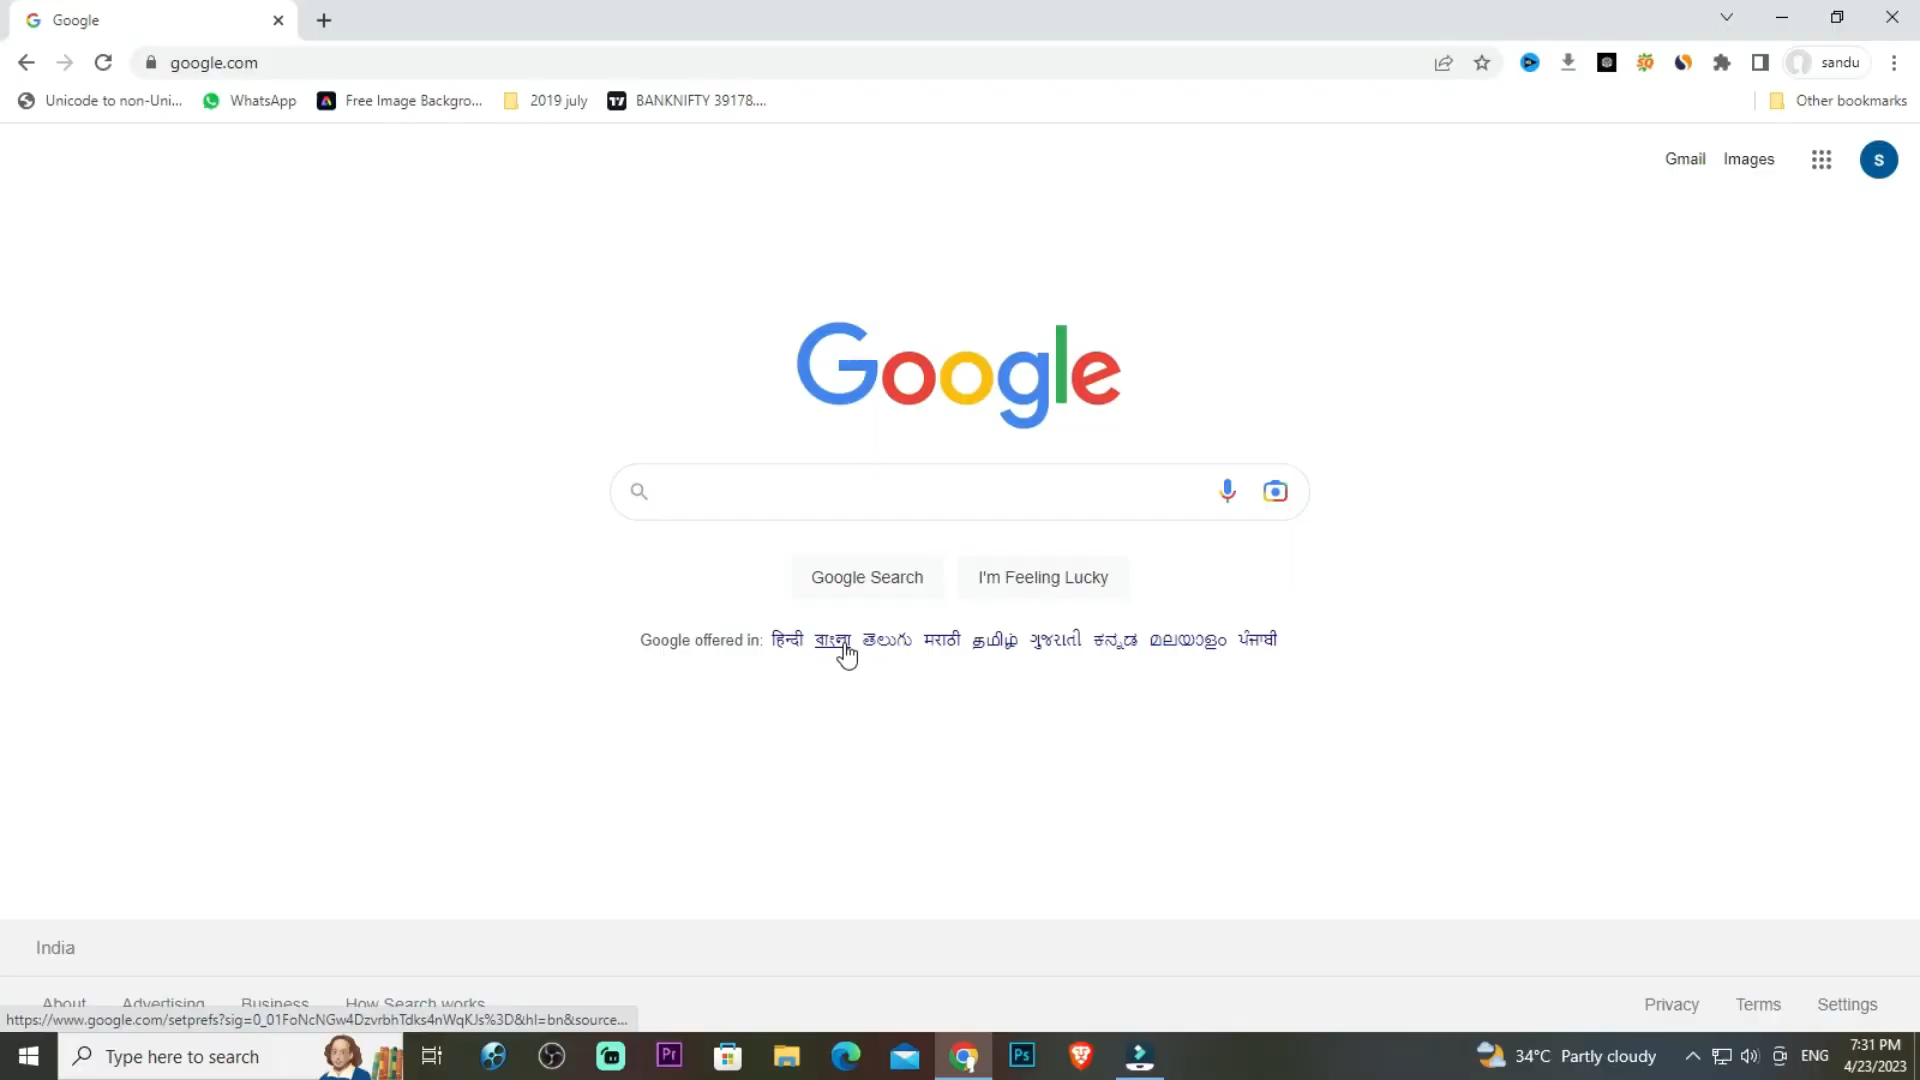 Google
google.com
sandu
Unicode to non-Uni... WhatsApp Free Image Backgro... 2019 july BANKNIFTY 39178.... Other bookmarks
Gmail Images S
Google
Google Search I'm Feeling Lucky
Google offered in: हिन्दी বাংলা తెలుగు मराठी தமிழ் ગુજરાતી ಕನ್ನಡ മലയാളം ਪੰਜਾਬੀ
India
About Advertising Business How Search works Privacy Terms Settings
https://www.google.com/setprefs?sig=0_01FoNcNGw4DzvrbhTdks4nWqKJs%3D&hl=bn&source...
Type here to search Pr Ps 34°C Partly cloudy ENG 7:31 PM
4/23/2023